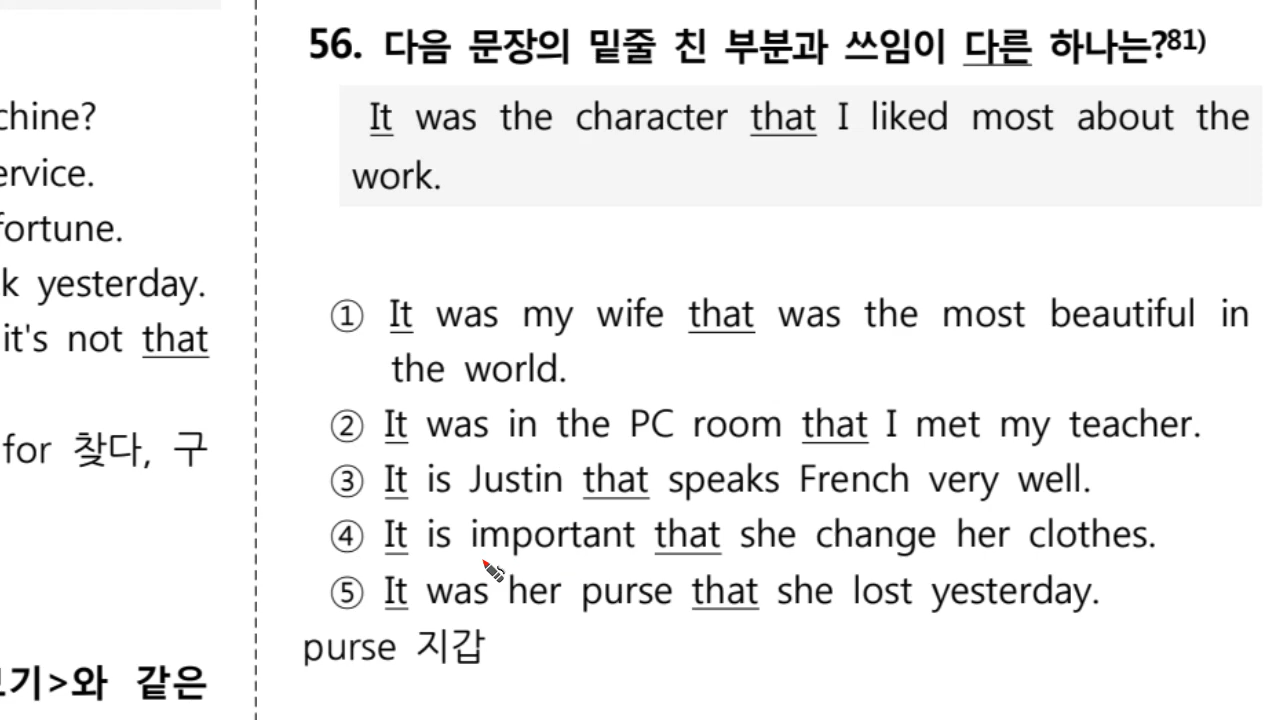 chine?
ervice.
fortune.
k yesterday.
it's not that
for 찾다, 구
기>와 같은
56. 다음 문장의 밑줄 친 부분과 쓰임이 다른 하나는?81)
It was the character that I liked most about the
work.
① It was my wife that was the most beautiful in
the world.
② It was in the PC room that I met my teacher.
③ It is Justin that speaks French very well.
④ It is important that she change her clothes.
⑤ It was her purse that she lost yesterday.
purse 지갑